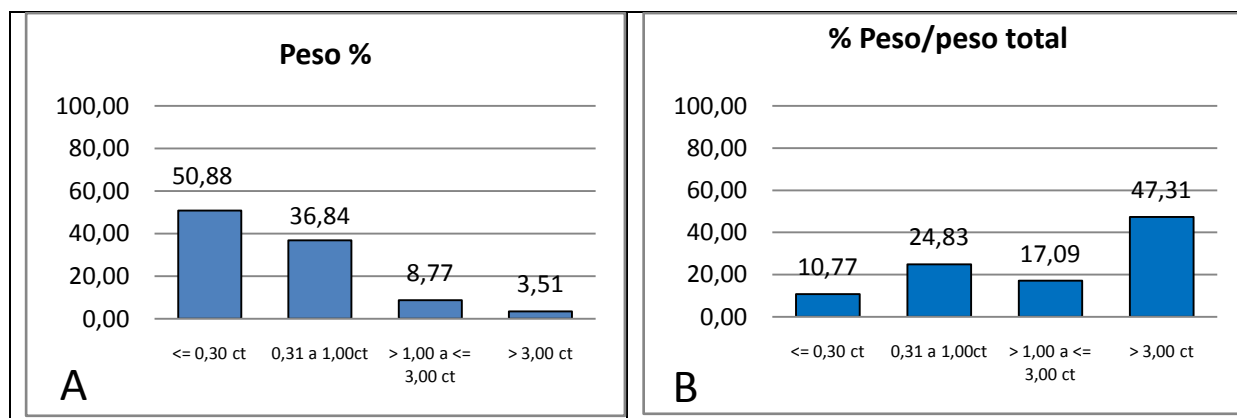 Peso %
100,00
80,00
60,00
40,00
20,00
0,00
50,88
36,84
8,77
3,51
<= 0,30 ct
0,31 a 1,00ct
> 1,00 a <=
3,00 ct
> 3,00 ct
A
% Peso/peso total
100,00
80,00
60,00
40,00
20,00
0,00
10,77
24,83
17,09
47,31
<= 0,30 ct
0,31 a 1,00ct
> 1,00 a <=
3,00 ct
> 3,00 ct
B